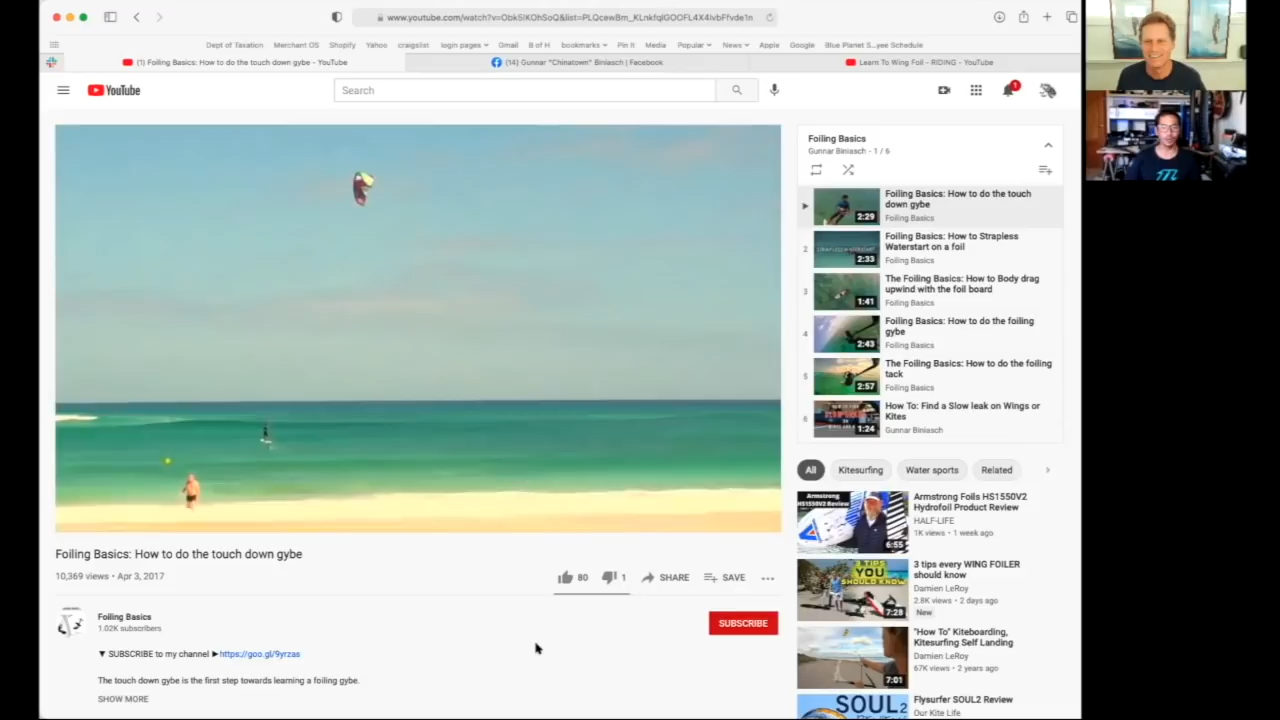 www.youtube.com/watch?v=Obk5IKOhSoQ&list=PLQcewBm_KLnkfqlGOOFL4X4IvbFfvde1n
Dept of Taxation Merchant OS Shopify Yahoo craigslist login pages Gmail B of H bookmarks Pin It Media Popular News Apple Google Blue Planet S...yee Schedule
(1) Foiling Basics: How to do the touch down gybe - YouTube
(14) Gunnar "Chinatown" Biniasch | Facebook
Learn To Wing Foil - RIDING - YouTube
YouTube
Search
1
Foiling Basics
Gunnar Biniasch - 1 / 6
Foiling Basics: How to do the touch
down gybe
Foiling Basics
2:29
2
Foiling Basics: How to Strapless
Waterstart on a foil
Foiling Basics
2:33
3
The Foiling Basics: How to Body drag
upwind with the foil board
Foiling Basics
1:41
4
Foiling Basics: How to do the foiling
gybe
Foiling Basics
2:43
5
The Foiling Basics: How to do the foiling
tack
Foiling Basics
2:57
6
How To: Find a Slow leak on Wings or
Kites
Gunnar Biniasch
1:24
All Kitesurfing Water sports Related
Armstrong
HS1550V2 Review
6:55
Armstrong Foils HS1550V2
Hydrofoil Product Review
HALF-LIFE
1K views • 1 week ago
3 TIPS
YOU
SHOULD KNOW
7:28
3 tips every WING FOILER
should know
Damien LeRoy
2.8K views • 2 days ago
New
7:01
"How To" Kiteboarding,
Kitesurfing Self Landing
Damien LeRoy
67K views • 2 years ago
SOUL2
Flysurfer SOUL2 Review
Our Kite Life
Foiling Basics: How to do the touch down gybe
10,369 views • Apr 3, 2017
80 1 SHARE SAVE
Foiling Basics
1.02K subscribers
SUBSCRIBE
▼ SUBSCRIBE to my channel ►https://goo.gl/9yrzas
The touch down gybe is the first step towards learning a foiling gybe.
SHOW MORE